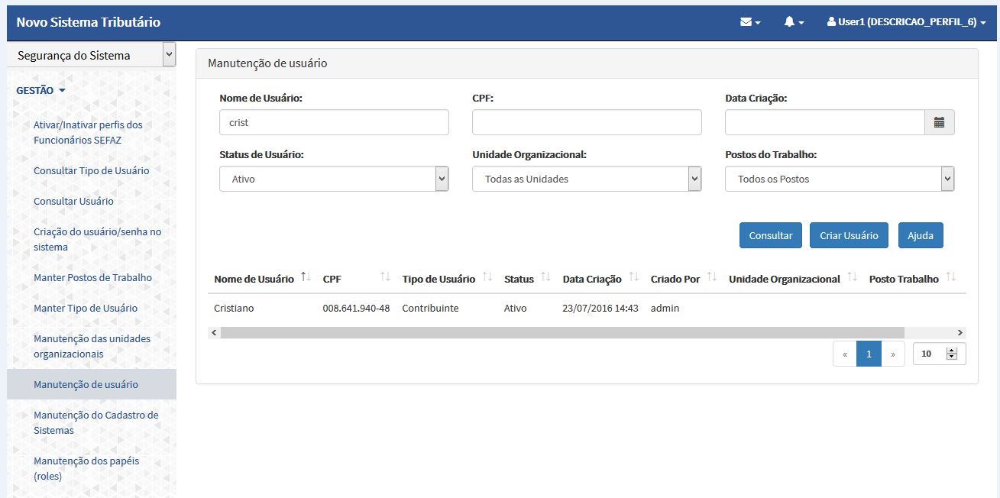 Novo Sistema Tributário
User1 (DESCRICAO_PERFIL_6)
Segurança do Sistema
GESTÃO
Ativar/Inativar perfis dos
Funcionários SEFAZ
Consultar Tipo de Usuário
Consultar Usuário
Criação do usuário/senha no
sistema
Manter Postos de Trabalho
Manter Tipo de Usuário
Manutenção das unidades
organizacionais
Manutenção de usuário
Manutenção do Cadastro de
Sistemas
Manutenção dos papéis
(roles)
Manutenção de usuário
Nome de Usuário: CPF: Data Criação:
crist
Status de Usuário: Unidade Organizacional: Postos do Trabalho:
Ativo Todas as Unidades Todos os Postos
Consultar Criar Usuário Ajuda
Nome de Usuário CPF Tipo de Usuário Status Data Criação Criado Por Unidade Organizacional Posto Trabalho
Cristiano 008.641.940-48 Contribuinte Ativo 23/07/2016 14:43 admin
« 1 » 10